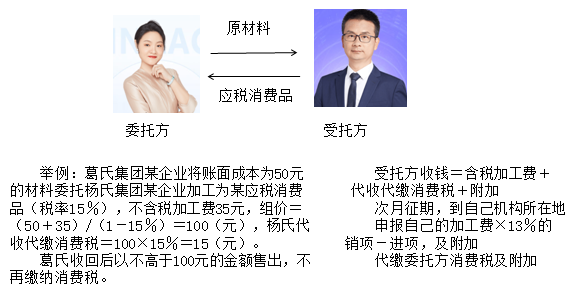 原材料
应税消费品
委托方
受托方
举例：葛氏集团某企业将账面成本为50元
的材料委托杨氏集团某企业加工为某应税消费
品（税率15％），不含税加工费35元，组价＝
（50＋35）/（1－15％）＝100（元），杨氏代
收代缴消费税＝100×15％＝15（元）。
葛氏收回后以不高于100元的金额售出，不
再缴纳消费税。
受托方收钱＝含税加工费＋
代收代缴消费税＋附加
次月征期，到自己机构所在地
申报自己的加工费×13％的
销项－进项，及附加
代缴委托方消费税及附加